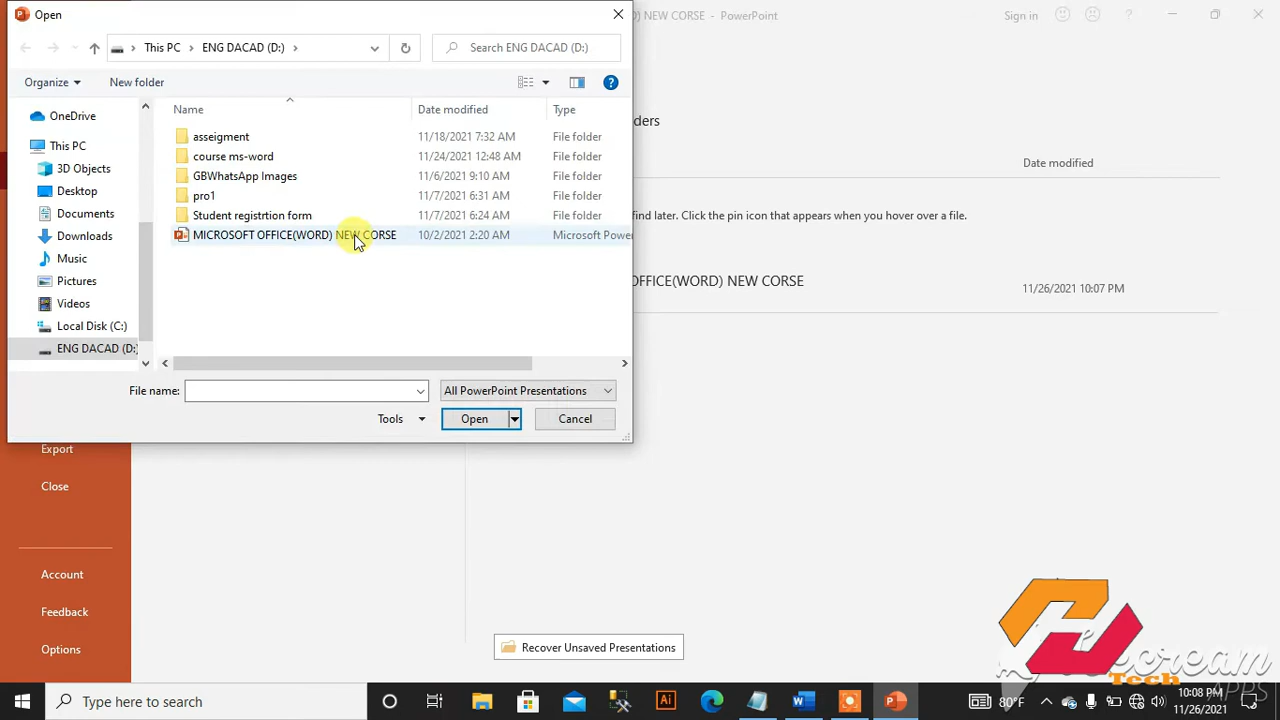 Open
) NEW CORSE - PowerPoint
Sign in
This PC
ENG DACAD (D:)
Search ENG DACAD (D:)
Organize
New folder
Name
Date modified
Type
OneDrive
This PC
3D Objects
Desktop
Documents
Downloads
Music
Pictures
Videos
Local Disk (C:)
ENG DACAD (D:)
asseigment 11/18/2021 7:32 AM File folder
course ms-word 11/24/2021 12:48 AM File folder
GBWhatsApp Images 11/6/2021 9:10 AM File folder
pro1 11/7/2021 6:31 AM File folder
Student registrtion form 11/7/2021 6:24 AM File folder
MICROSOFT OFFICE(WORD) NEW CORSE 10/2/2021 2:20 AM Microsoft Power
File name:
All PowerPoint Presentations
Tools
Open
Cancel
ders
Date modified
find later. Click the pin icon that appears when you hover over a file.
OFFICE(WORD) NEW CORSE
11/26/2021 10:07 PM
Export
Close
Account
Feedback
Options
Recover Unsaved Presentations
Tech
Type here to search
Ai
80°F
10:08 PM
11/26/2021